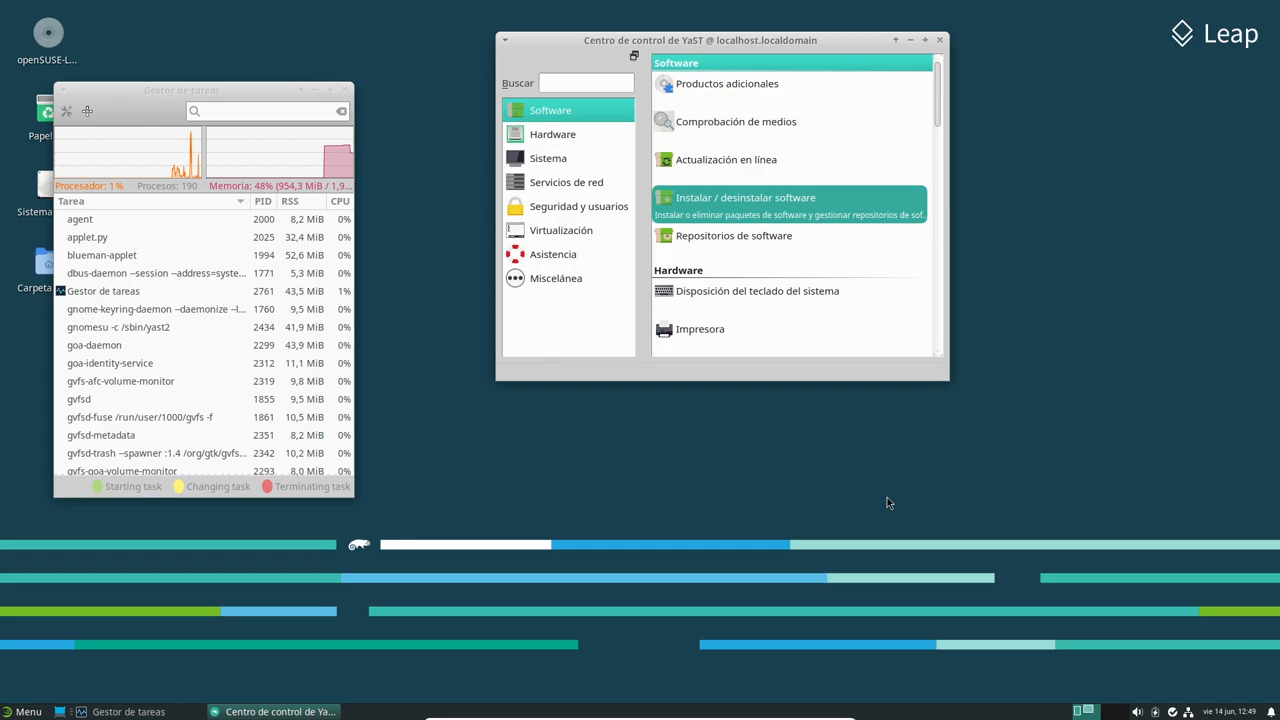 openSUSE-L...
Papel
Sistema
Carpeta
Leap
Gestor de tareas
Procesador: 1%
Procesos: 190
Memoria: 48% (954,3 MiB / 1,9...
Tarea PID RSS CPU
agent 2000 8,2 MiB 0%
applet.py 2025 32,4 MiB 0%
blueman-applet 1994 52,6 MiB 0%
dbus-daemon --session --address=syste... 1771 5,3 MiB 0%
Gestor de tareas 2761 43,5 MiB 1%
gnome-keyring-daemon --daemonize --l... 1760 9,5 MiB 0%
gnomesu -c /sbin/yast2 2434 41,9 MiB 0%
goa-daemon 2299 43,9 MiB 0%
goa-identity-service 2312 11,1 MiB 0%
gvfs-afc-volume-monitor 2319 9,8 MiB 0%
gvfsd 1855 9,5 MiB 0%
gvfsd-fuse /run/user/1000/gvfs -f 1861 10,5 MiB 0%
gvfsd-metadata 2351 8,2 MiB 0%
gvfsd-trash --spawner :1.4 /org/gtk/gvfs... 2342 10,2 MiB 0%
gvfs-goa-volume-monitor 2293 8,0 MiB 0%
Starting task
Changing task
Terminating task
Centro de control de YaST @ localhost.localdomain
Buscar
Software
Hardware
Sistema
Servicios de red
Seguridad y usuarios
Virtualización
Asistencia
Miscelánea
Software
Productos adicionales
Comprobación de medios
Actualización en línea
Instalar / desinstalar software
Instalar o eliminar paquetes de software y gestionar repositorios de sof...
Repositorios de software
Hardware
Disposición del teclado del sistema
Impresora
Menu
Gestor de tareas
Centro de control de Ya...
vie 14 jun, 12:49